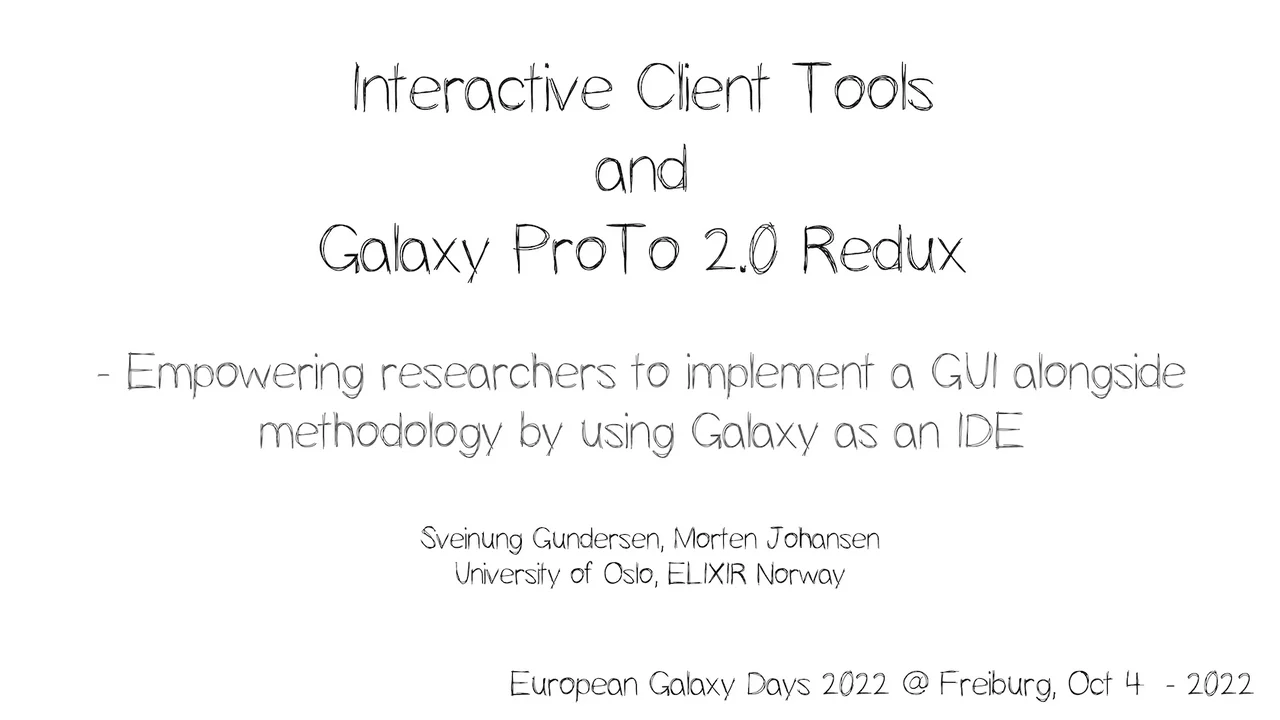 Interactive Client Tools
and
Galaxy ProTo 2.0 Redux
- Empowering researchers to implement a GUI alongside
methodology by using Galaxy as an IDE
Sveinung Gundersen, Morten Johansen
University of Oslo, ELIXIR Norway
European Galaxy Days 2022 @ Freiburg, Oct 4 - 2022